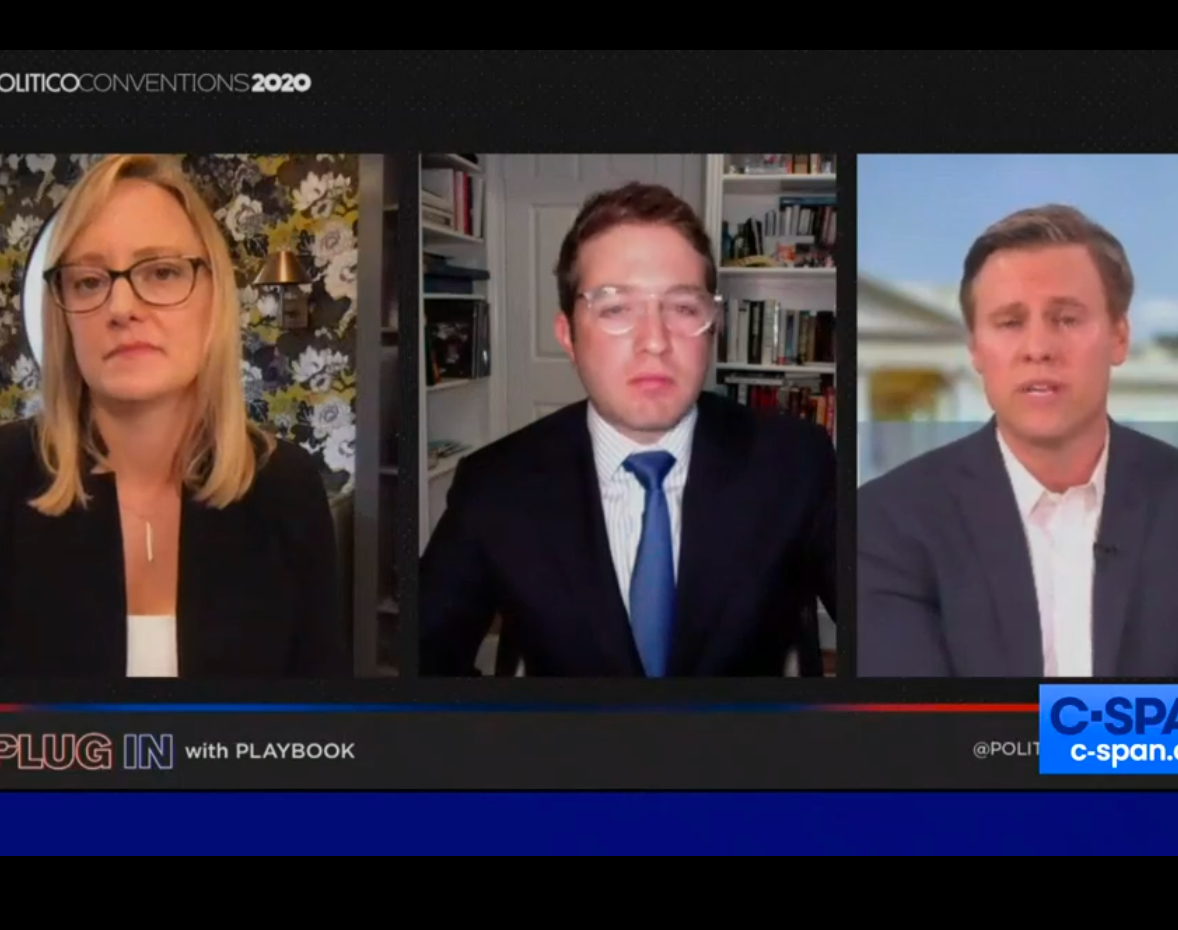 OLITICOCONVENTIONS2020
PLUG IN with PLAYBOOK
@POLIT
C·SPA
c-span.